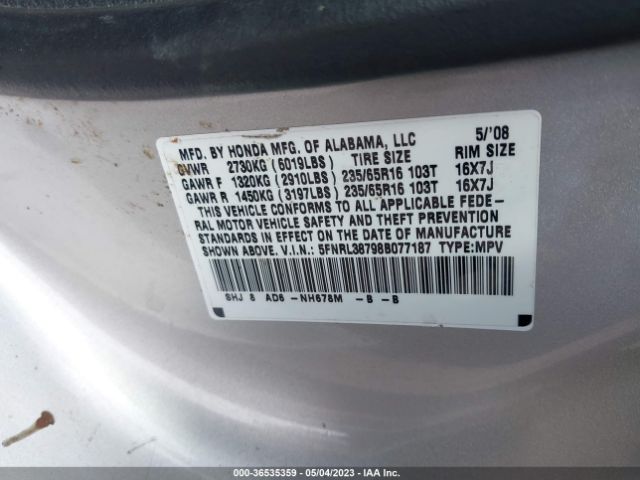 MFD. BY HONDA MFG. OF ALABAMA, LLC 5/'08
GVWR 2730KG (6019LBS) TIRE SIZE RIM SIZE
GAWR F 1320KG (2910LBS) 235/65R16 103T 16X7J
GAWR R 1450KG (3197LBS) 235/65R16 103T 16X7J
THIS VEHICLE CONFORMS TO ALL APPLICABLE FEDE-
RAL MOTOR VEHICLE SAFETY AND THEFT PREVENTION
STANDARDS IN EFFECT ON THE DATE OF MANUFACTURE
SHOWN ABOVE. V.I.N.: 5FNRL38798B077187 TYPE:MPV
SHJ 8 AD6 -NH678M -B -B
000-36535359 - 05/04/2023 - IAA Inc.